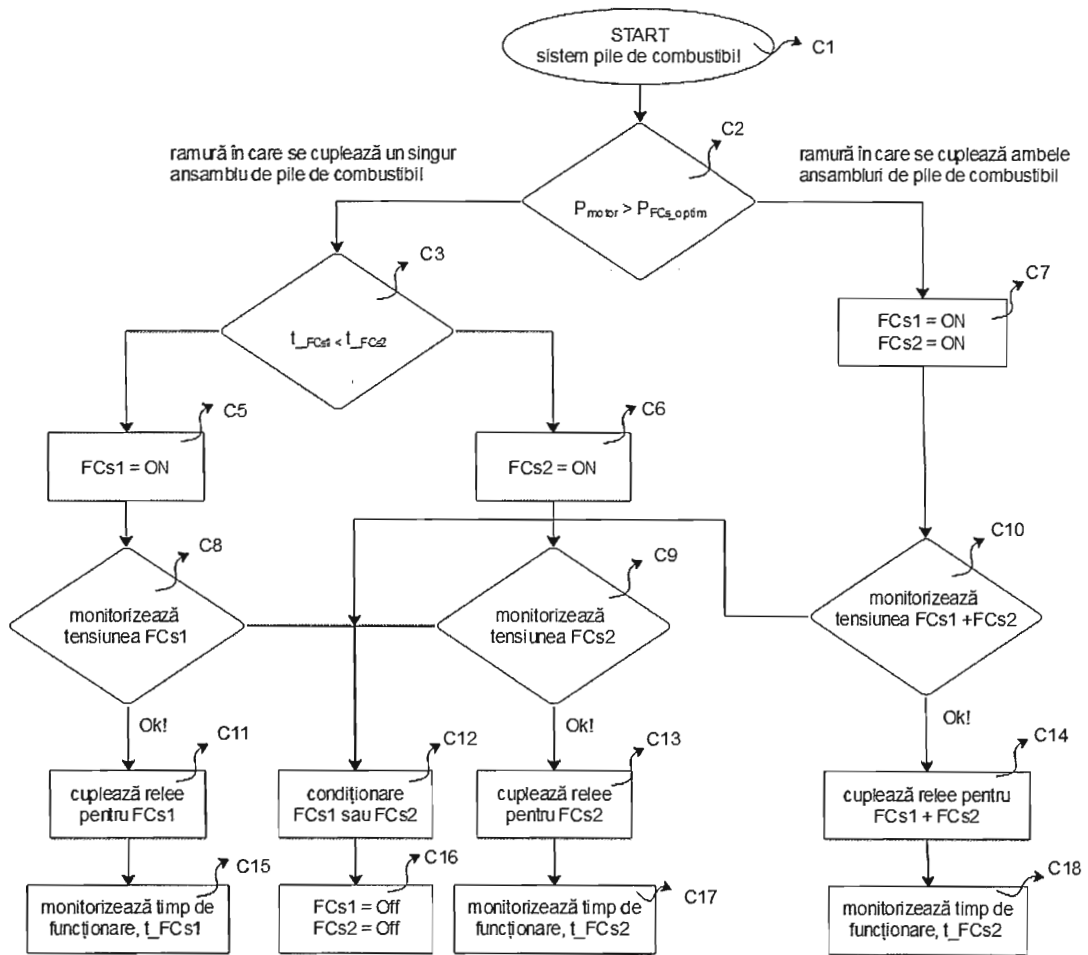 START
sistem pile de combustibil
C1
C2
ramură în care se cuplează un singur
ansamblu de pile de combustibil
ramură în care se cuplează ambele
ansambluri de pile de combustibil
P_motor > P_FCs_optim
C3
C7
t__FCs1 < t__FCs2
FCs1 = ON
FCs2 = ON
C5
C6
FCs1 = ON
FCs2 = ON
C8
C9
C10
monitorizează
tensiunea FCs1
monitorizează
tensiunea FCs2
monitorizează
tensiunea FCs1 +FCs2
Ok!
Ok!
Ok!
C11
C12
C13
C14
cuplează relee
pentru FCs1
condiționare
FCs1 sau FCs2
cuplează relee
pentru FCs2
cuplează relee pentru
FCs1 + FCs2
C15
C16
C17
C18
monitorizează timp de
funcționare, t_FCs1
FCs1 = Off
FCs2 = Off
monitorizează timp de
funcționare, t_FCs2
monitorizează timp de
funcționare, t_FCs2